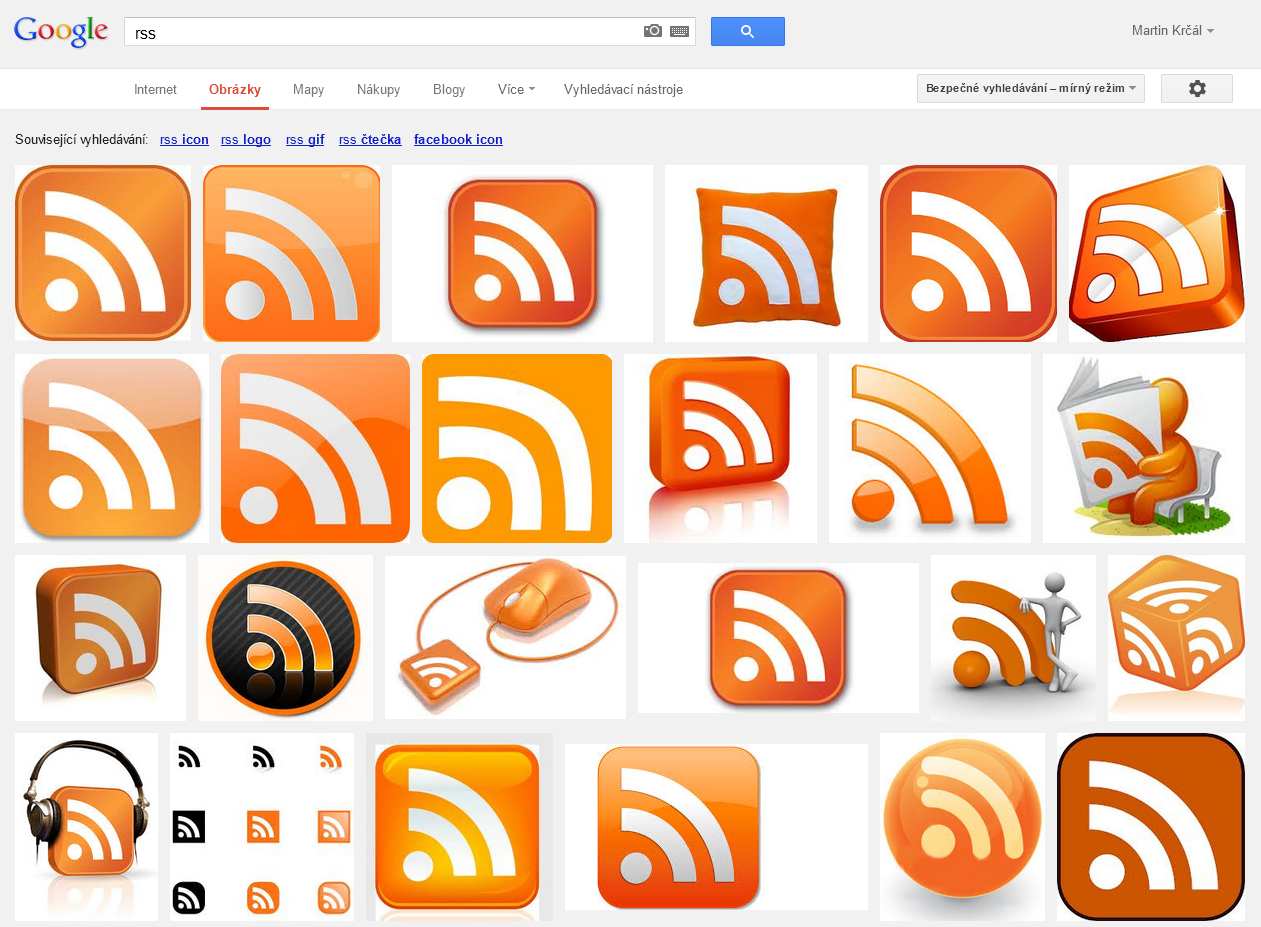 Google rss Martin Krčál
Internet Obrázky Mapy Nákupy Blogy Více Vyhledávací nástroje Bezpečné vyhledávání – mírný režim
Související vyhledávání: rss icon rss logo rss gif rss čtečka facebook icon